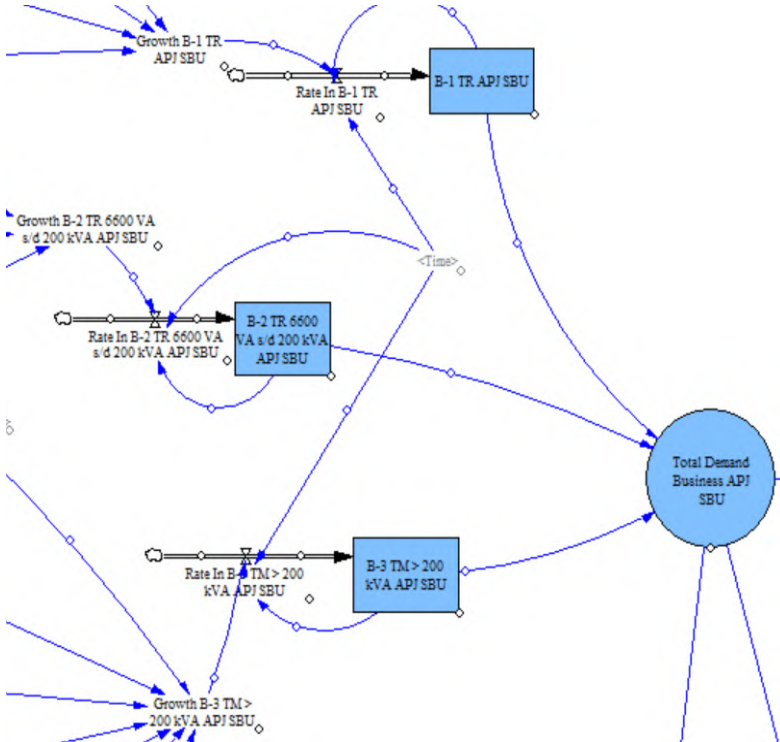 Growth B-1 TR
APJ SBU
Rate In B-1 TR
APJ SBU
B-1 TR APJ SBU
Growth B-2 TR 6600 VA
s/d 200 kVA APJ SBU
<Time>
Rate In B-2 TR 6600 VA
s/d 200 kVA APJ SBU
B-2 TR 6600
VA s/d 200 kVA
APJ SBU
Total Demand
Business APJ
SBU
Rate In B-3 TM > 200
kVA APJ SBU
B-3 TM > 200
kVA APJ SBU
Growth B-3 TM >
200 kVA APJ SBU